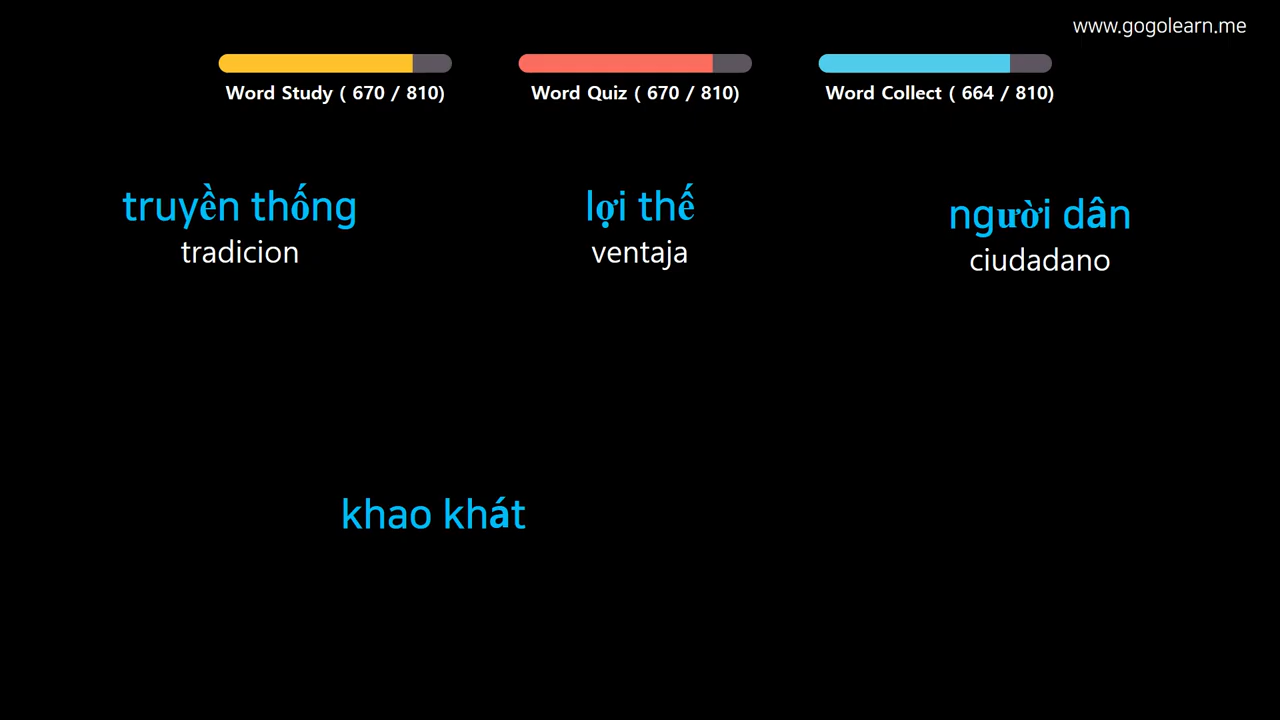 www.gogolearn.me
Word Study ( 670 / 810)
Word Quiz ( 670 / 810)
Word Collect ( 664 / 810)
truyền thống
tradicion
lợi thế
ventaja
người dân
ciudadano
khao khát